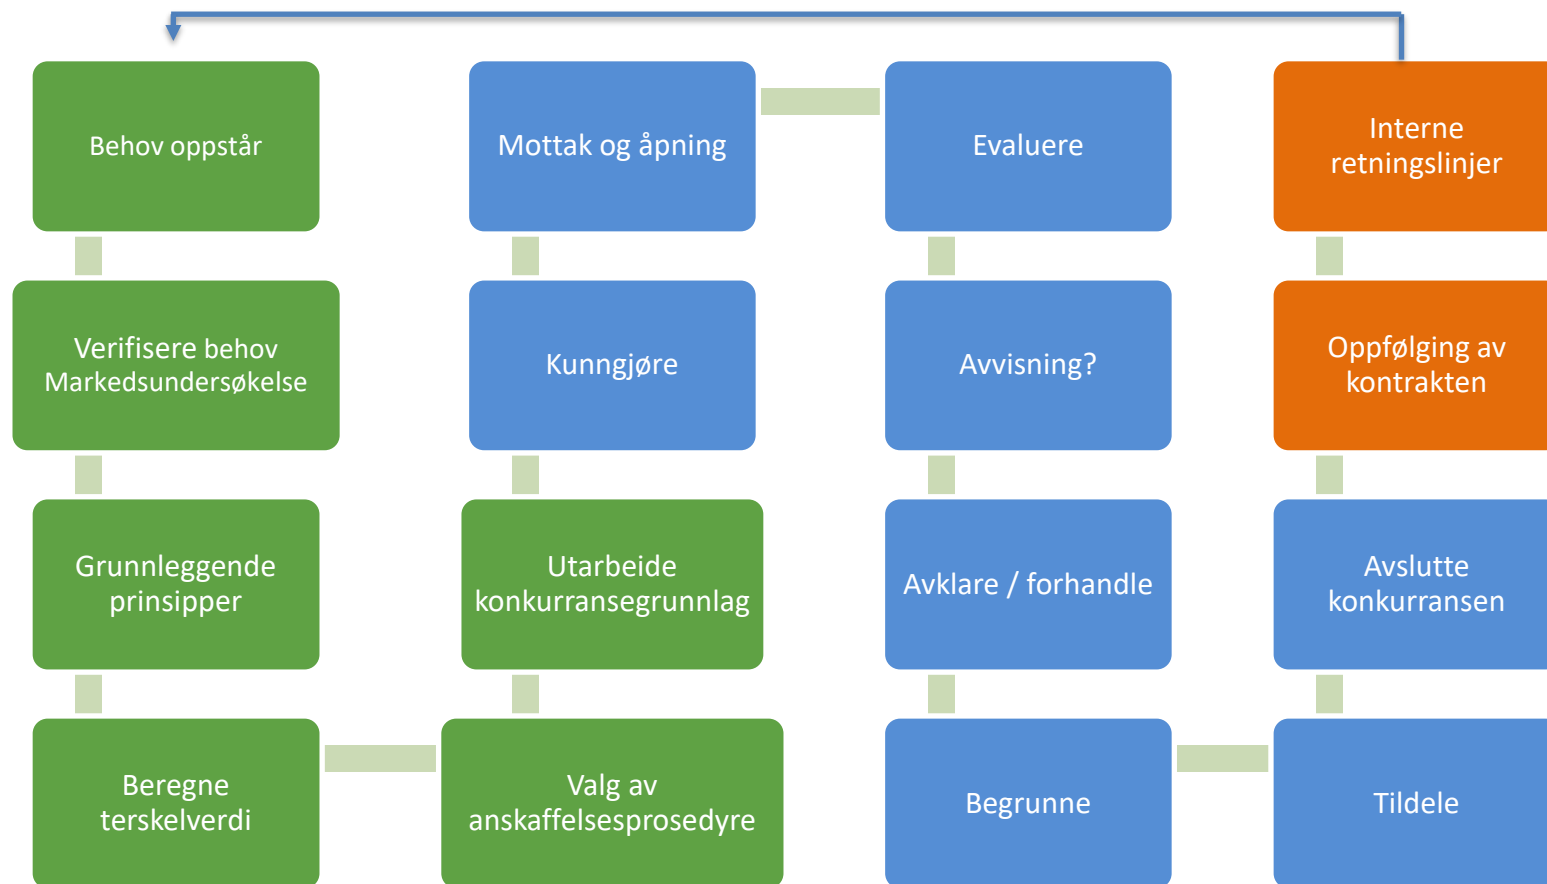 Behov oppstår
Verifisere behov
Markedsundersøkelse
Grunnleggende
prinsipper
Beregne
terskelverdi
Valg av
anskaffelsesprosedyre
Utarbeide
konkurransegrunnlag
Kunngjøre
Mottak og åpning
Evaluere
Avvisning?
Avklare / forhandle
Begrunne
Tildele
Avslutte
konkurransen
Oppfølging av
kontrakten
Interne
retningslinjer